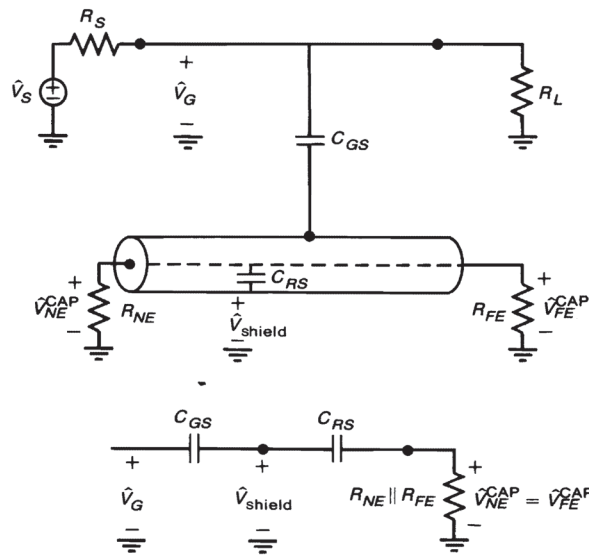 R_S
+
V̂_S
+
V̂_G
−
R_L
C_GS
+
V̂_NE^CAP
−
R_NE
C_RS
+
V̂_shield
−
R_FE
+
V̂_FE^CAP
−
C_GS
C_RS
+
V̂_G
−
+
V̂_shield
−
R_NE || R_FE
+
V̂_NE^CAP = V̂_FE^CAP
−